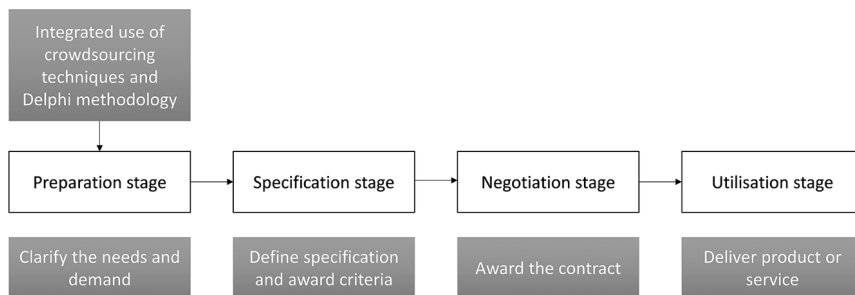 Integrated use of
crowdsourcing
techniques and
Delphi methodology
Preparation stage
Specification stage
Negotiation stage
Utilisation stage
Clarify the needs and
demand
Define specification
and award criteria
Award the contract
Deliver product or
service